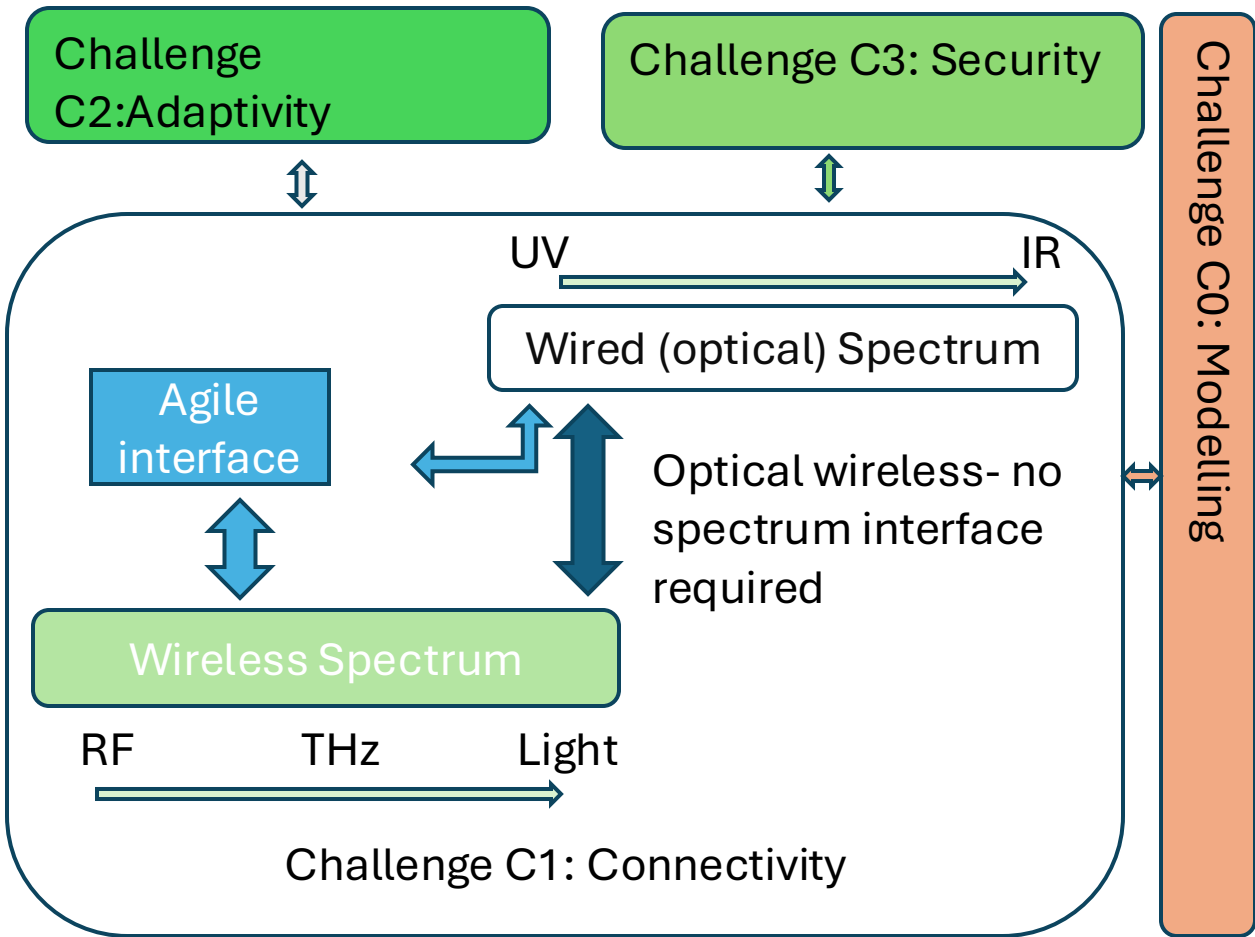 Challenge
C2:Adaptivity
Challenge C3: Security
Challenge C0: Modelling
UV
IR
Wired (optical) Spectrum
Agile
interface
Optical wireless- no
spectrum interface
required
Wireless Spectrum
RF
THz
Light
Challenge C1: Connectivity